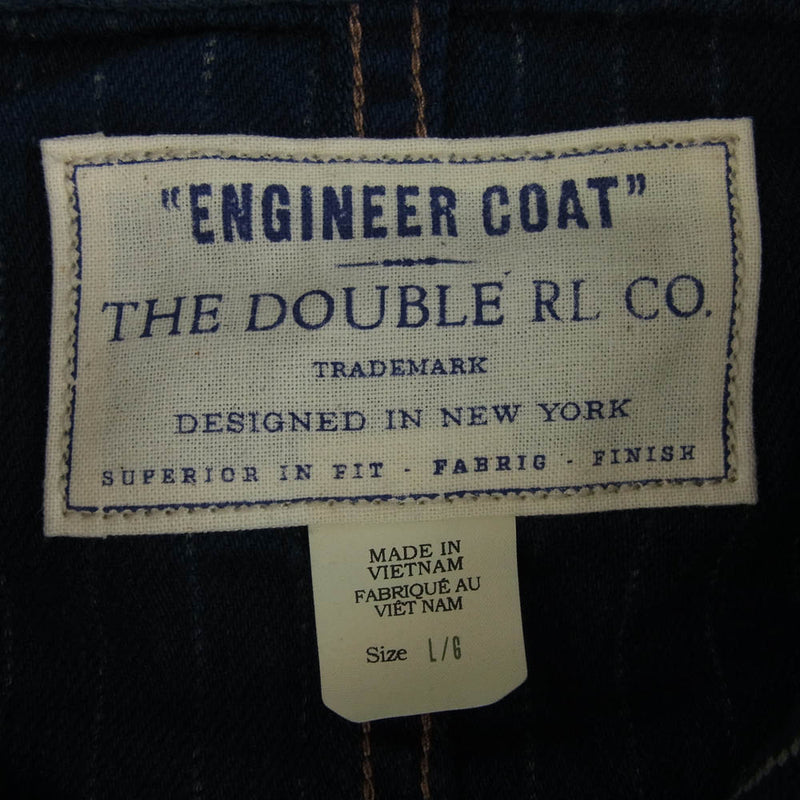 "ENGINEER COAT"
THE DOUBLE RL CO.
TRADEMARK
DESIGNED IN NEW YORK
SUPERIOR IN FIT - FABRIC - FINISH
MADE IN
VIETNAM
FABRIQUÉ AU
VIÊT NAM
Size L/G